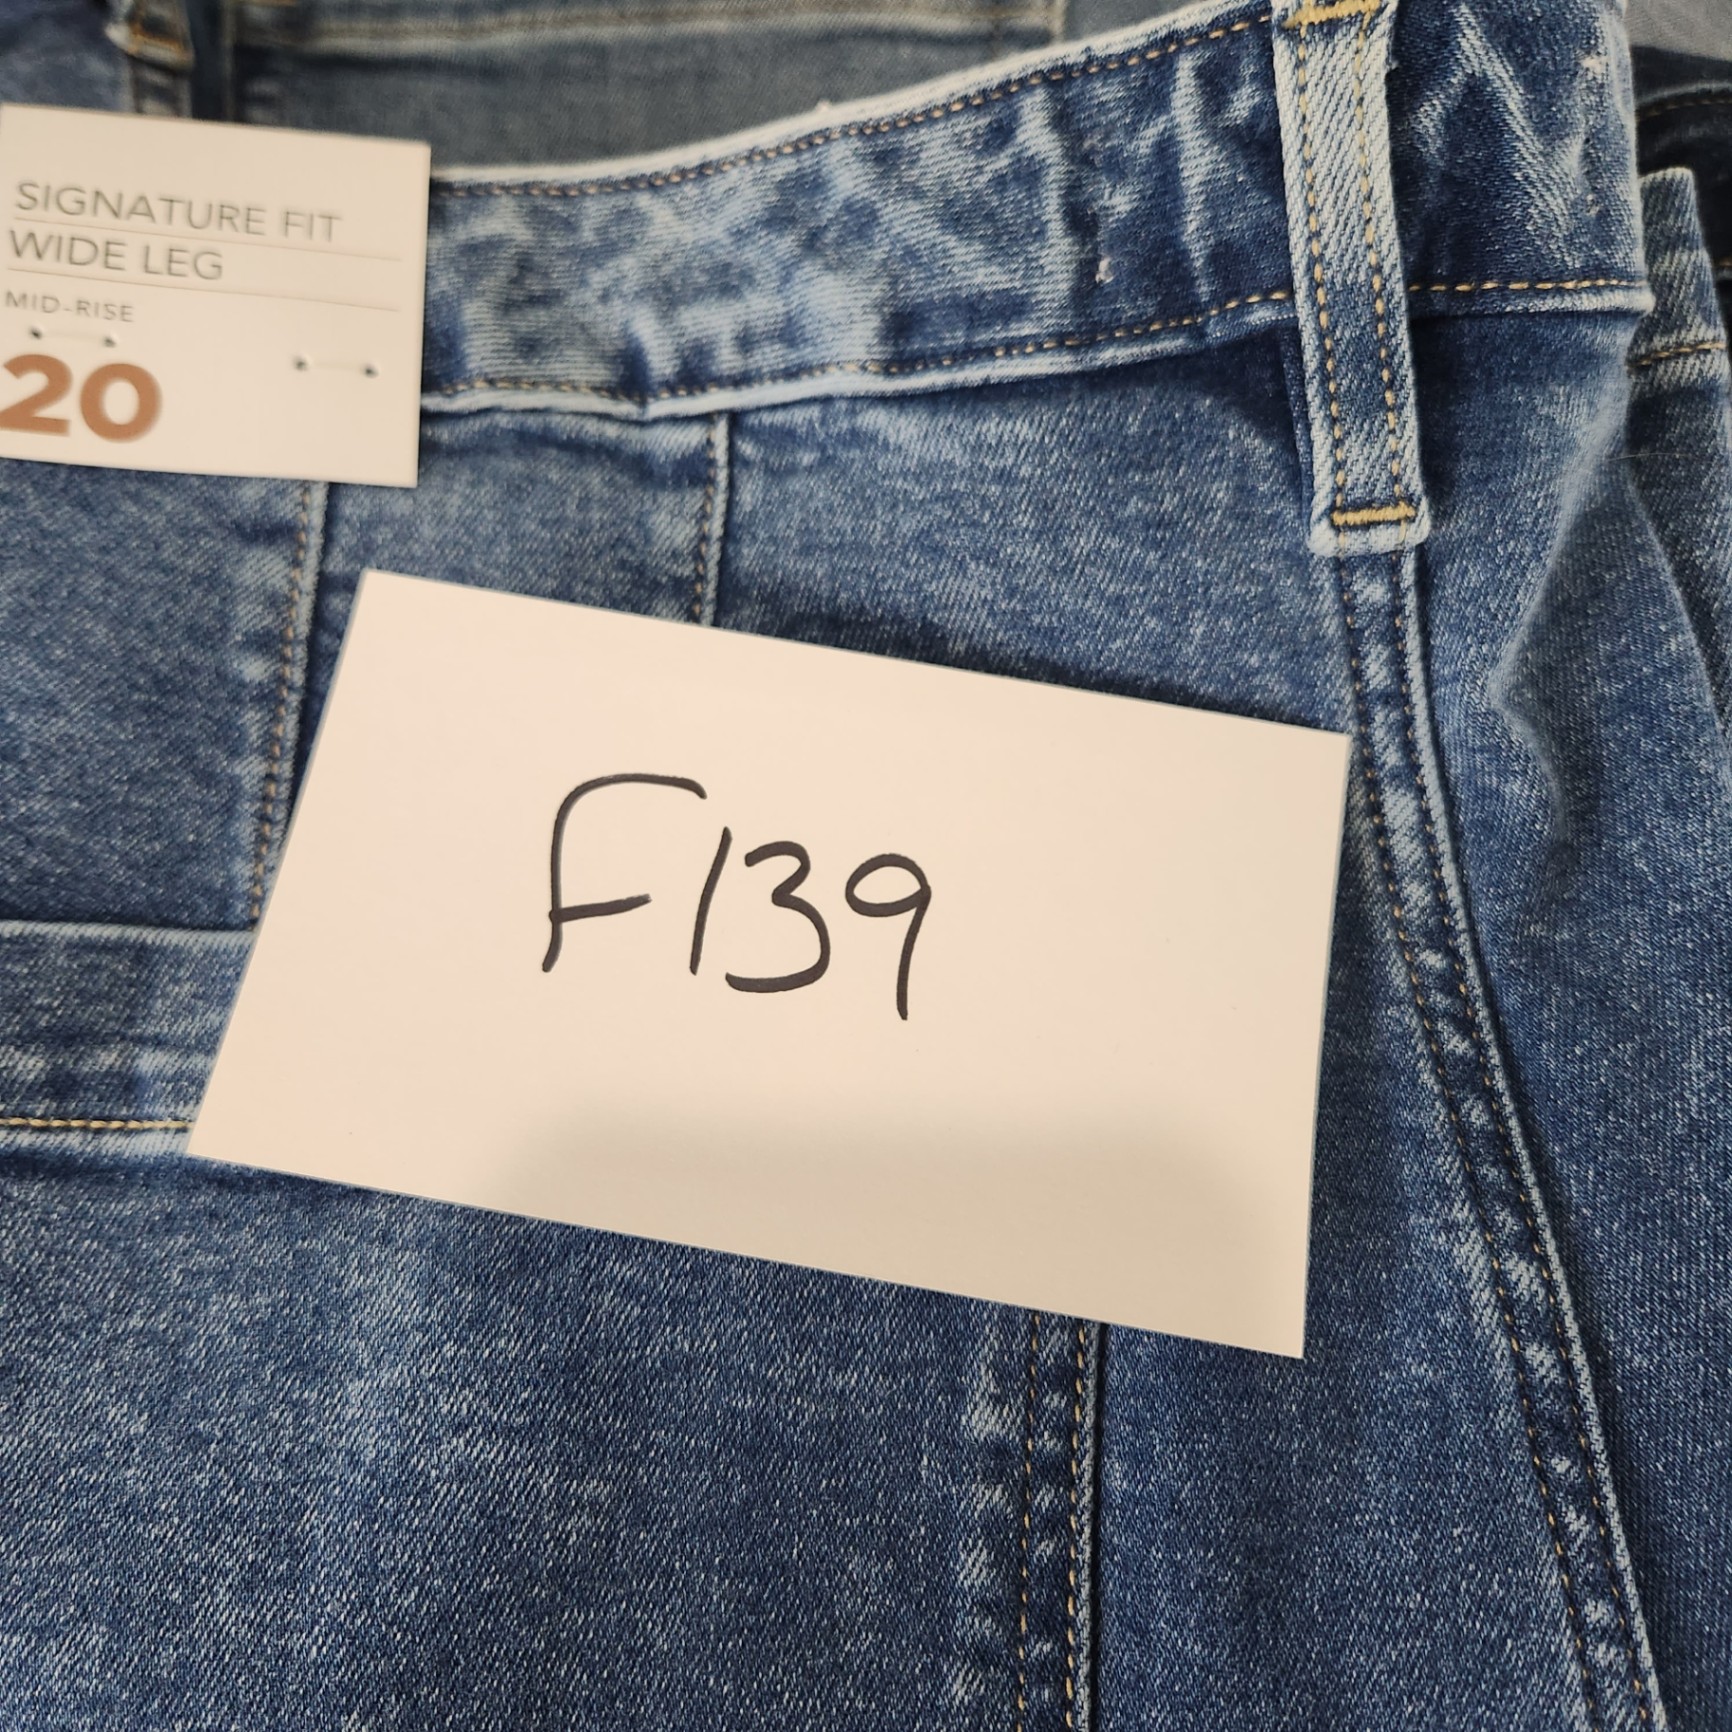 SIGNATURE FIT
WIDE LEG
MID-RISE
20
F139